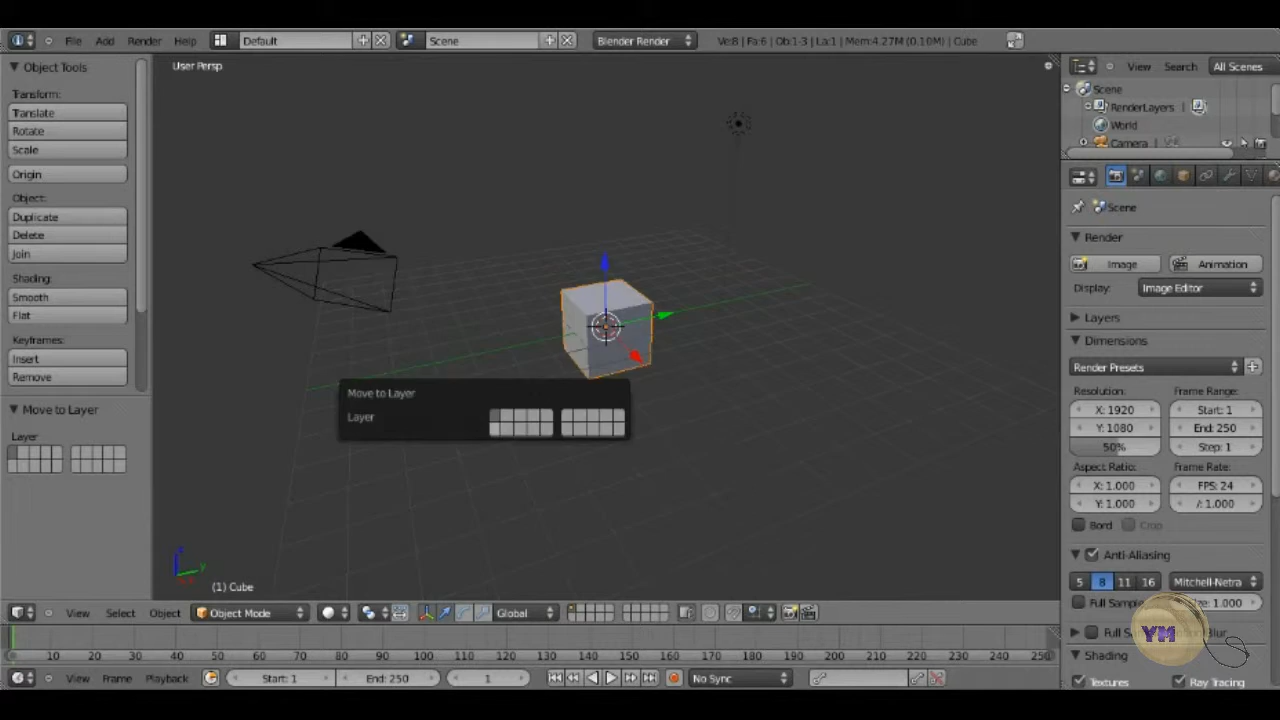 File Add Render Help Default Scene Blender Render Ve:8 | Fa:6 | Ob:1-3 | La:1 | Mem:4.27M (0.10M) | Cube
Object Tools
Transform:
Translate
Rotate
Scale
Origin
Object:
Duplicate
Delete
Join
Shading:
Smooth
Flat
Keyframes:
Insert
Remove
Move to Layer
Layer
User Persp
Move to Layer
Layer
(1) Cube
View Search All Scenes
Scene
RenderLayers |
World
Camera |
Scene
Render
Image Animation
Display: Image Editor
Layers
Dimensions
Render Presets
Resolution: Frame Range:
X: 1920 Start: 1
Y: 1080 End: 250
50% Step: 1
Aspect Ratio: Frame Rate:
X: 1.000 FPS: 24
Y: 1.000 /: 1.000
Bord Crop
Anti-Aliasing
5 8 11 16 Mitchell-Netra
Full Sample Size: 1.000
YM
Shading
Textures Ray Tracing
View Select Object Object Mode Global
10 20 30 40 50 60 70 80 90 100 110 120 130 140 150 160 170 180 190 200 210 220 230 240 250
View Frame Playback Start: 1 End: 250 1 No Sync